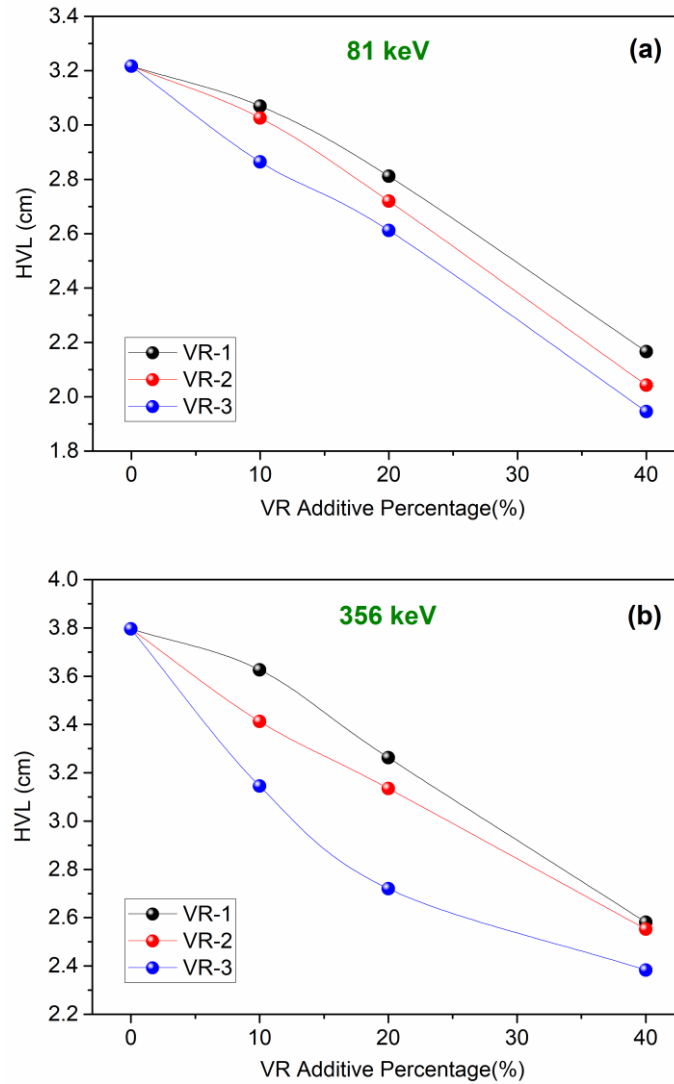 81 keV
(a)
HVL (cm)
3.4
3.2
3.0
2.8
2.6
2.4
2.2
2.0
1.8
VR-1
VR-2
VR-3
0 10 20 30 40
VR Additive Percentage(%)
356 keV
(b)
HVL (cm)
4.0
3.8
3.6
3.4
3.2
3.0
2.8
2.6
2.4
2.2
VR-1
VR-2
VR-3
0 10 20 30 40
VR Additive Percentage(%)